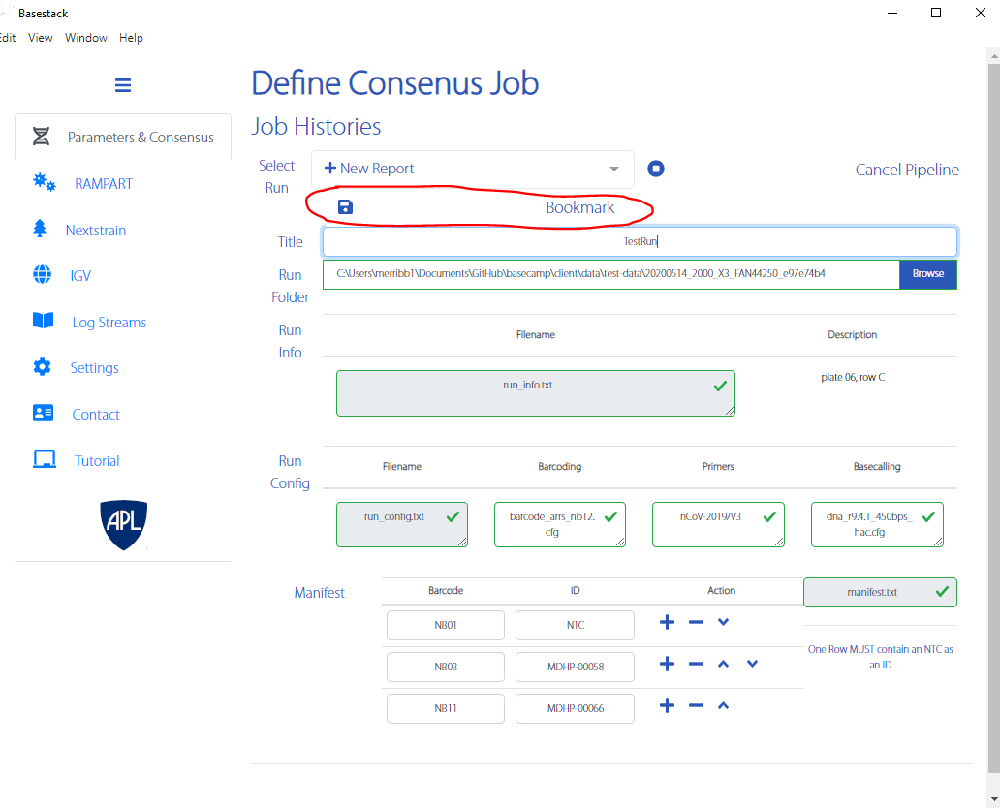 Basestack
Edit View Window Help
Define Consenus Job
Parameters & Consensus
RAMPART
Nextstrain
IGV
Log Streams
Settings
Contact
Tutorial
APL
Job Histories
Select Run
New Report
Cancel Pipeline
Bookmark
Title
TestRun
Run Folder
C:\Users\merribb1\Documents\GitHub\basecamp\client\data\test-data\20200514_2000_X3_FAN44250_e97e74b4
Browse
Run Info
Filename Description
run_info.txt plate 06, row C
Run Config
Filename Barcoding Primers Basecalling
run_config.txt
barcode_arrs_nb12.
cfg
nCoV-2019/V3
dna_r9.4.1_450bps_
hac.cfg
Manifest
Barcode ID Action
manifest.txt
NB01 NTC
NB03 MDHP-00058
NB11 MDHP-00066
One Row MUST contain an NTC as
an ID